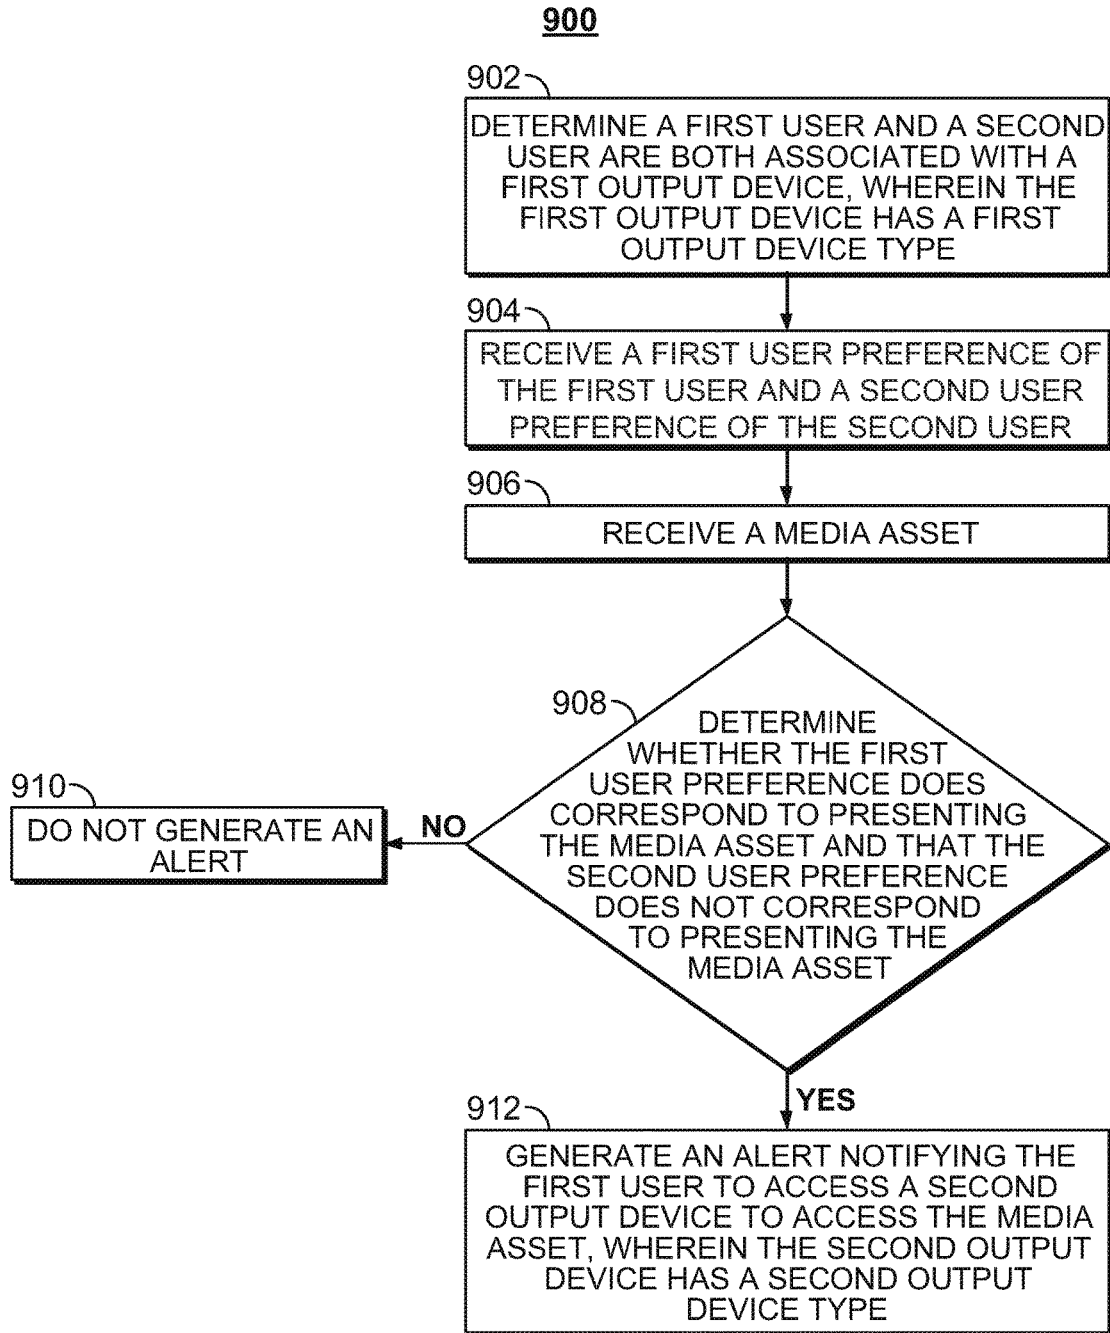 900
902
DETERMINE A FIRST USER AND A SECOND
USER ARE BOTH ASSOCIATED WITH A
FIRST OUTPUT DEVICE, WHEREIN THE
FIRST OUTPUT DEVICE HAS A FIRST
OUTPUT DEVICE TYPE
904
RECEIVE A FIRST USER PREFERENCE OF
THE FIRST USER AND A SECOND USER
PREFERENCE OF THE SECOND USER
906
RECEIVE A MEDIA ASSET
908
DETERMINE
WHETHER THE FIRST
USER PREFERENCE DOES
CORRESPOND TO PRESENTING
THE MEDIA ASSET AND THAT THE
SECOND USER PREFERENCE
DOES NOT CORRESPOND
TO PRESENTING THE
MEDIA ASSET
NO
910
DO NOT GENERATE AN
ALERT
YES
912
GENERATE AN ALERT NOTIFYING THE
FIRST USER TO ACCESS A SECOND
OUTPUT DEVICE TO ACCESS THE MEDIA
ASSET, WHEREIN THE SECOND OUTPUT
DEVICE HAS A SECOND OUTPUT
DEVICE TYPE